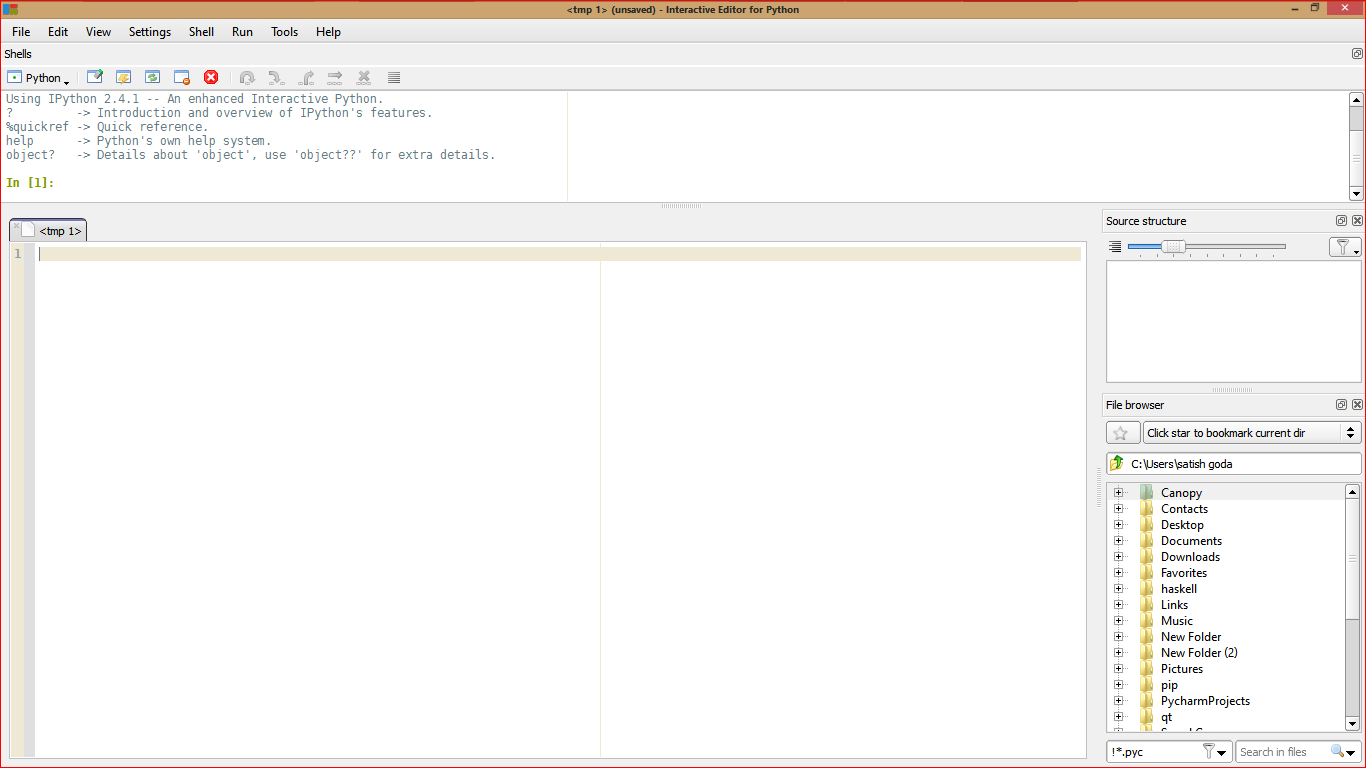 <tmp 1> (unsaved) - Interactive Editor for Python
File Edit View Settings Shell Run Tools Help
Shells
Python
Using IPython 2.4.1 -- An enhanced Interactive Python.
?         -> Introduction and overview of IPython's features.
%quickref -> Quick reference.
help      -> Python's own help system.
object?   -> Details about 'object', use 'object??' for extra details.
In [1]:
<tmp 1>
1
Source structure
File browser
Click star to bookmark current dir
C:\Users\satish goda
Canopy
Contacts
Desktop
Documents
Downloads
Favorites
haskell
Links
Music
New Folder
New Folder (2)
Pictures
pip
PycharmProjects
qt
!*.pyc
Search in files